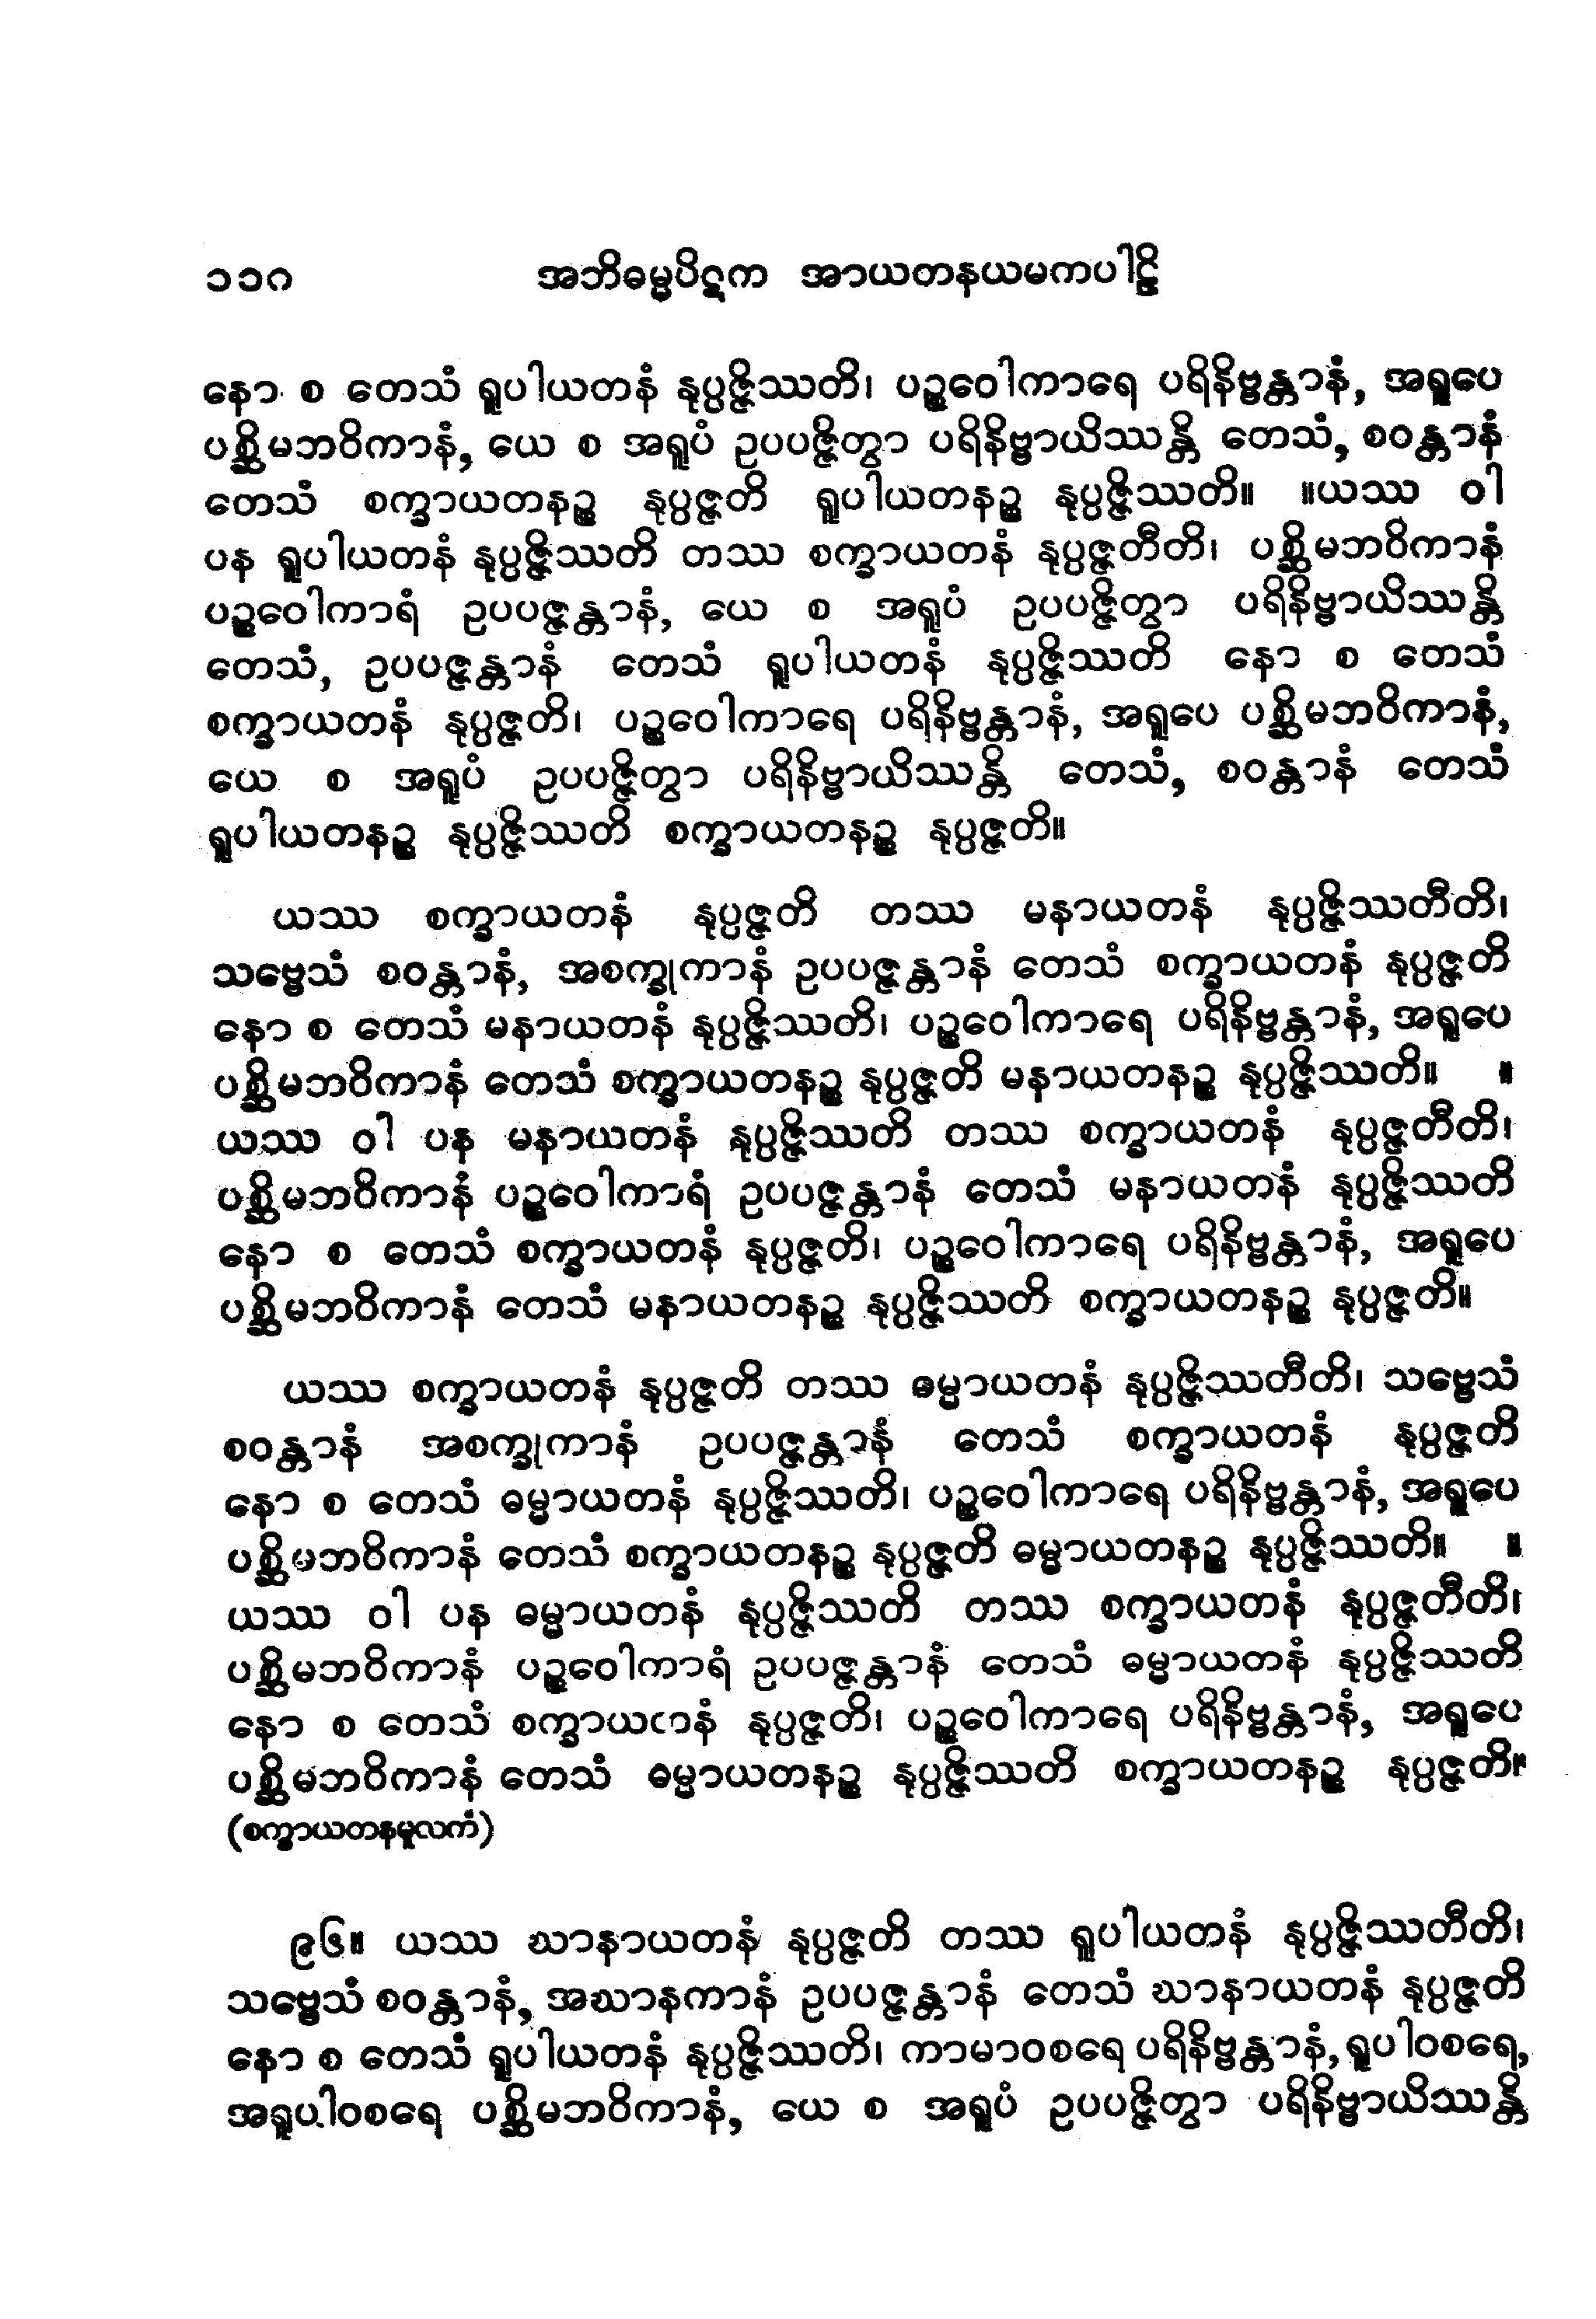 ၁၁၈ အဘိဓမ္မပိဋက အာယတနယမကပါဠိ
နော စ တေသံ ရူပါယတနံ နုပ္ပဇ္ဇိဿတိ၊ ပဉ္စဝေါကာရေ ပရိနိဗ္ဗန္တာနံ, အရူပေ
ပစ္ဆိမဘဝိကာနံ, ယေ စ အရူပံ ဥပပဇ္ဇိတွာ ပရိနိဗ္ဗာယိဿန္တိ တေသံ, စဝန္တာနံ
တေသံ စက္ခာယတနဉ္စ နုပ္ပဇ္ဇတိ ရူပါယတနဉ္စ နုပ္ပဇ္ဇိဿတိ။ ။ယဿ ဝါ
ပန ရူပါယတနံ နုပ္ပဇ္ဇိဿတိ တဿ စက္ခာယတနံ နုပ္ပဇ္ဇတီတိ၊ ပစ္ဆိမဘဝိကာနံ
ပဉ္စဝေါကာရံ ဥပပဇ္ဇန္တာနံ, ယေ စ အရူပံ ဥပပဇ္ဇိတွာ ပရိနိဗ္ဗာယိဿန္တိ
တေသံ, ဥပပဇ္ဇန္တာနံ တေသံ ရူပါယတနံ နုပ္ပဇ္ဇိဿတိ နော စ တေသံ
စက္ခာယတနံ နုပ္ပဇ္ဇတိ၊ ပဉ္စဝေါကာရေ ပရိနိဗ္ဗန္တာနံ, အရူပေ ပစ္ဆိမဘဝိကာနံ,
ယေ စ အရူပံ ဥပပဇ္ဇိတွာ ပရိနိဗ္ဗာယိဿန္တိ တေသံ, စဝန္တာနံ တေသံ
ရူပါယတနဉ္စ နုပ္ပဇ္ဇိဿတိ စက္ခာယတနဉ္စ နုပ္ပဇ္ဇတိ။
ယဿ စက္ခာယတနံ နုပ္ပဇ္ဇတိ တဿ မနာယတနံ နုပ္ပဇ္ဇိဿတီတိ၊
သဗ္ဗေသံ စဝန္တာနံ, အစက္ခုကာနံ ဥပပဇ္ဇန္တာနံ တေသံ စက္ခာယတနံ နုပ္ပဇ္ဇတိ
နော စ တေသံ မနာယတနံ နုပ္ပဇ္ဇိဿတိ၊ ပဉ္စဝေါကာရေ ပရိနိဗ္ဗန္တာနံ, အရူပေ
ပစ္ဆိမဘဝိကာနံ တေသံ စက္ခာယတနဉ္စ နုပ္ပဇ္ဇတိ မနာယတနဉ္စ နုပ္ပဇ္ဇိဿတိ။ ။
ယဿ ဝါ ပန မနာယတနံ နုပ္ပဇ္ဇိဿတိ တဿ စက္ခာယတနံ နုပ္ပဇ္ဇတီတိ၊
ပစ္ဆိမဘဝိကာနံ ပဉ္စဝေါကာရံ ဥပပဇ္ဇန္တာနံ တေသံ မနာယတနံ နုပ္ပဇ္ဇိဿတိ
နော စ တေသံ စက္ခာယတနံ နုပ္ပဇ္ဇတိ၊ ပဉ္စဝေါကာရေ ပရိနိဗ္ဗန္တာနံ, အရူပေ
ပစ္ဆိမဘဝိကာနံ တေသံ မနာယတနဉ္စ နုပ္ပဇ္ဇိဿတိ စက္ခာယတနဉ္စ နုပ္ပဇ္ဇတိ။
ယဿ စက္ခာယတနံ နုပ္ပဇ္ဇတိ တဿ ဓမ္မာယတနံ နုပ္ပဇ္ဇိဿတီတိ၊ သဗ္ဗေသံ
စဝန္တာနံ အစက္ခုကာနံ ဥပပဇ္ဇန္တာနံ တေသံ စက္ခာယတနံ နုပ္ပဇ္ဇတိ
နော စ တေသံ ဓမ္မာယတနံ နုပ္ပဇ္ဇိဿတိ၊ ပဉ္စဝေါကာရေ ပရိနိဗ္ဗန္တာနံ, အရူပေ
ပစ္ဆိမဘဝိကာနံ တေသံ စက္ခာယတနဉ္စ နုပ္ပဇ္ဇတိ ဓမ္မာယတနဉ္စ နုပ္ပဇ္ဇိဿတိ။ ။
ယဿ ဝါ ပန ဓမ္မာယတနံ နုပ္ပဇ္ဇိဿတိ တဿ စက္ခာယတနံ နုပ္ပဇ္ဇတီတိ၊
ပစ္ဆိမဘဝိကာနံ ပဉ္စဝေါကာရံ ဥပပဇ္ဇန္တာနံ တေသံ ဓမ္မာယတနံ နုပ္ပဇ္ဇိဿတိ
နော စ တေသံ စက္ခာယတနံ နုပ္ပဇ္ဇတိ၊ ပဉ္စဝေါကာရေ ပရိနိဗ္ဗန္တာနံ, အရူပေ
ပစ္ဆိမဘဝိကာနံ တေသံ ဓမ္မာယတနဉ္စ နုပ္ပဇ္ဇိဿတိ စက္ခာယတနဉ္စ နုပ္ပဇ္ဇတိ။
(စက္ခာယတနမူလကံ)
၉၆။ ယဿ ဃာနာယတနံ နုပ္ပဇ္ဇတိ တဿ ရူပါယတနံ နုပ္ပဇ္ဇိဿတီတိ၊
သဗ္ဗေသံ စဝန္တာနံ, အဃာနကာနံ ဥပပဇ္ဇန္တာနံ တေသံ ဃာနာယတနံ နုပ္ပဇ္ဇတိ
နော စ တေသံ ရူပါယတနံ နုပ္ပဇ္ဇိဿတိ၊ ကာမာဝစရေ ပရိနိဗ္ဗန္တာနံ, ရူပါဝစရေ,
အရူပါဝစရေ ပစ္ဆိမဘဝိကာနံ, ယေ စ အရူပံ ဥပပဇ္ဇိတွာ ပရိနိဗ္ဗာယိဿန္တိ